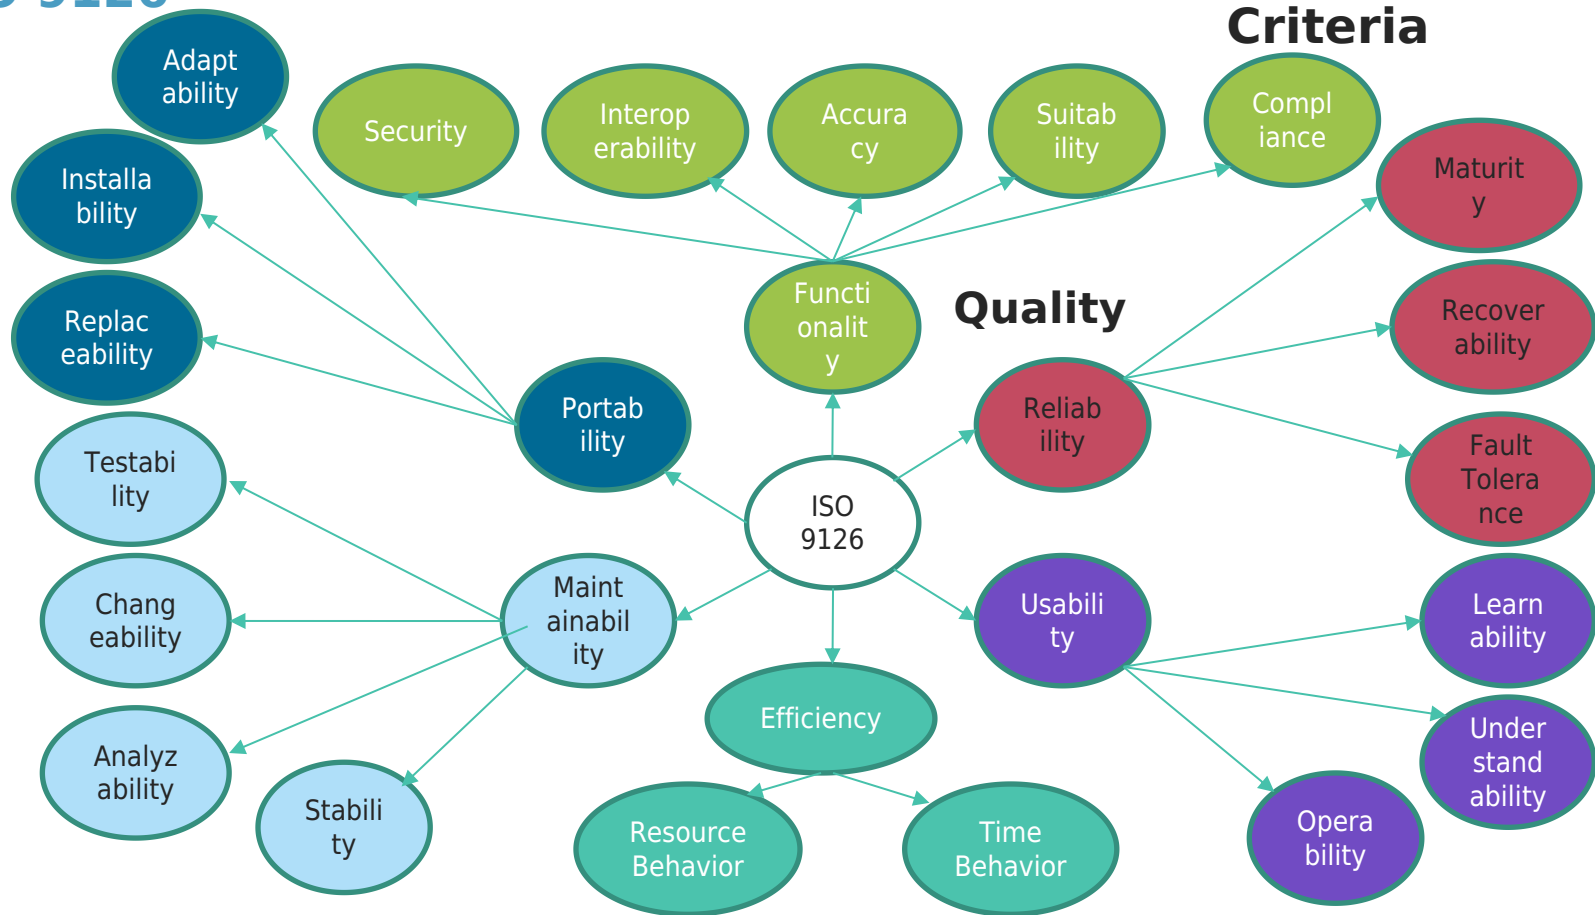 9126
Criteria
Adapt
ability
Security
Interop
erability
Accura
cy
Suitab
ility
Compl
iance
Maturit
y
Installa
bility
Recover
ability
Replac
eability
Functi
onalit
y
Quality
Portab
ility
Reliab
ility
Fault
Tolera
nce
Testabi
lity
ISO
9126
Chang
eability
Maint
ainabil
ity
Usabili
ty
Learn
ability
Efficiency
Under
stand
ability
Analyz
ability
Stabili
ty
Resource
Behavior
Time
Behavior
Opera
bility